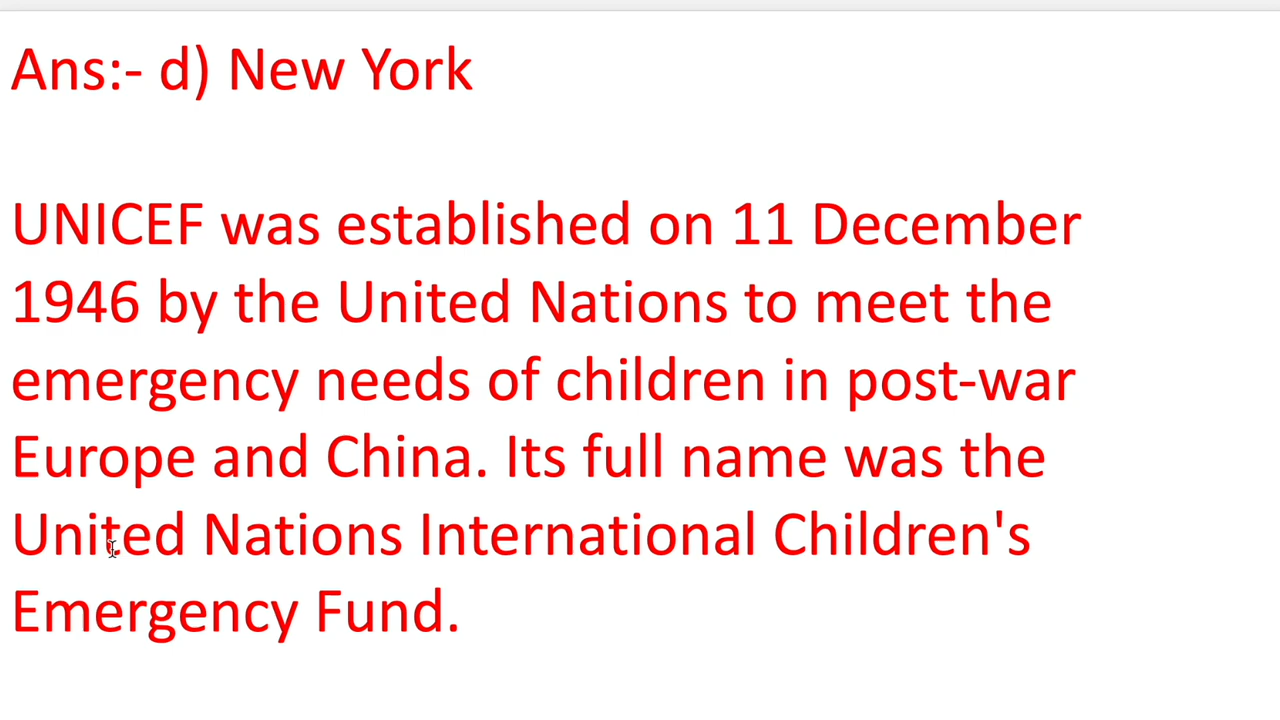 Ans:- d) New York
UNICEF was established on 11 December
1946 by the United Nations to meet the
emergency needs of children in post-war
Europe and China. Its full name was the
United Nations International Children's
Emergency Fund.